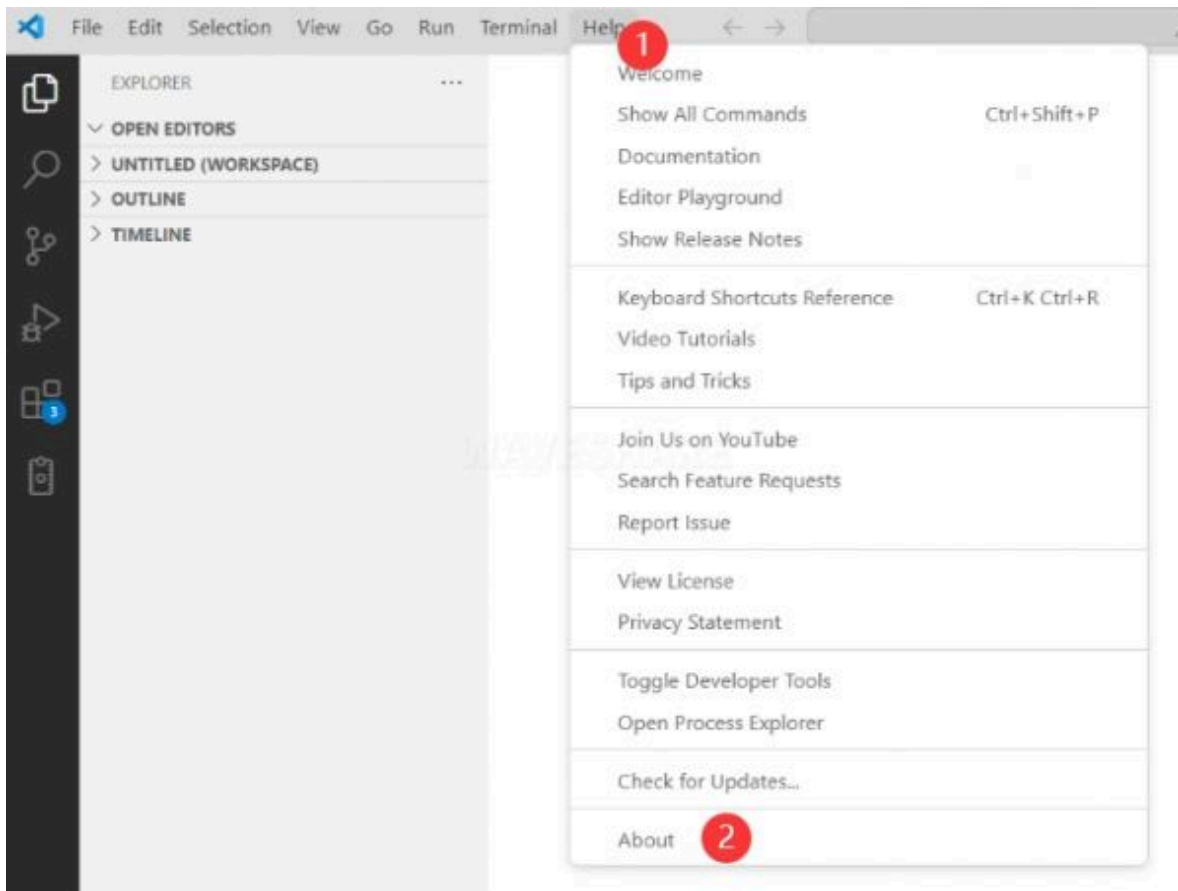 File Edit Selection View Go Run Terminal Help
1
EXPLORER
OPEN EDITORS
UNTITLED (WORKSPACE)
OUTLINE
TIMELINE
3
Welcome
Show All Commands Ctrl+Shift+P
Documentation
Editor Playground
Show Release Notes
Keyboard Shortcuts Reference Ctrl+K Ctrl+R
Video Tutorials
Tips and Tricks
Join Us on YouTube
Search Feature Requests
Report Issue
View License
Privacy Statement
Toggle Developer Tools
Open Process Explorer
Check for Updates...
About 2